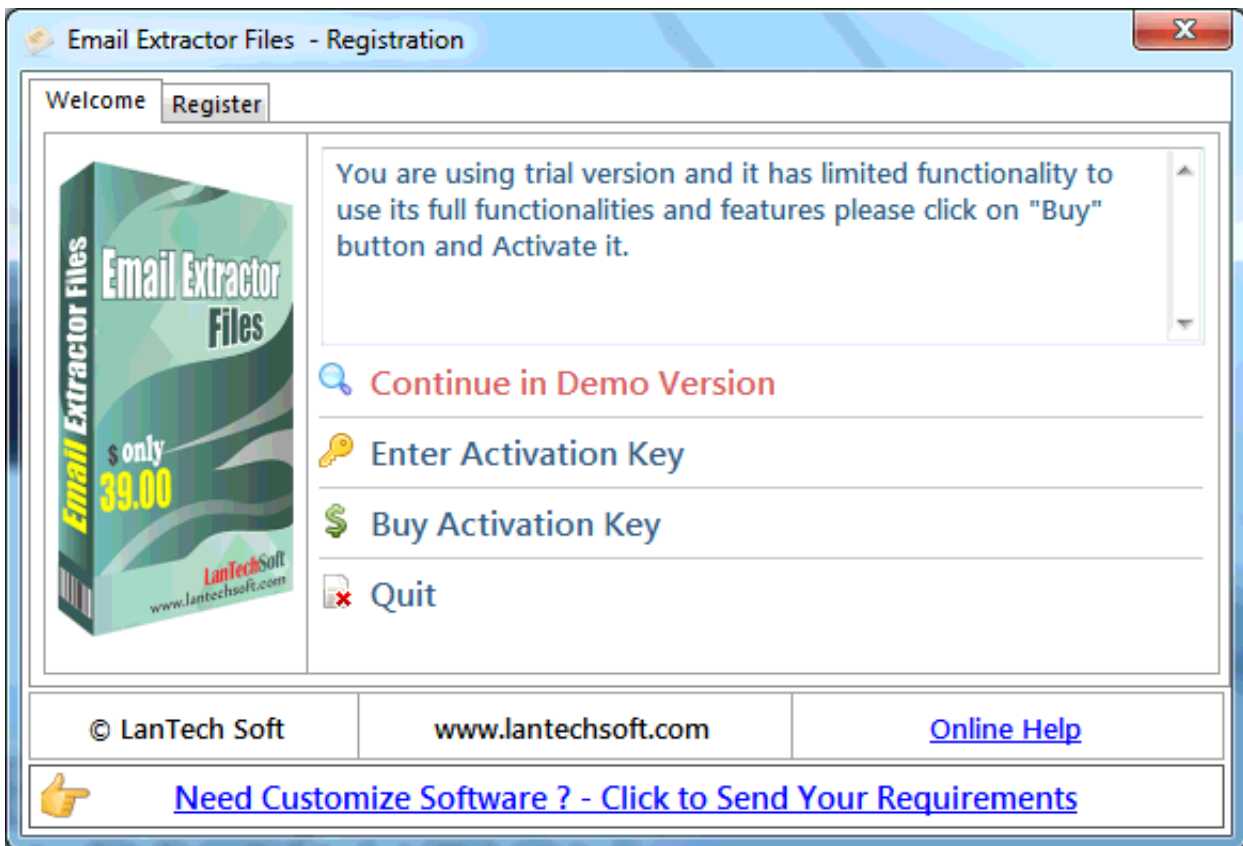 Email Extractor Files - Registration
Welcome
Register
You are using trial version and it has limited functionality to
use its full functionalities and features please click on "Buy"
button and Activate it.
Email Extractor Files
Email Extractor
Files
$ only
39.00
LanTechSoft
www.lantechsoft.com
Continue in Demo Version
Enter Activation Key
Buy Activation Key
Quit
© LanTech Soft
www.lantechsoft.com
Online Help
Need Customize Software ? - Click to Send Your Requirements